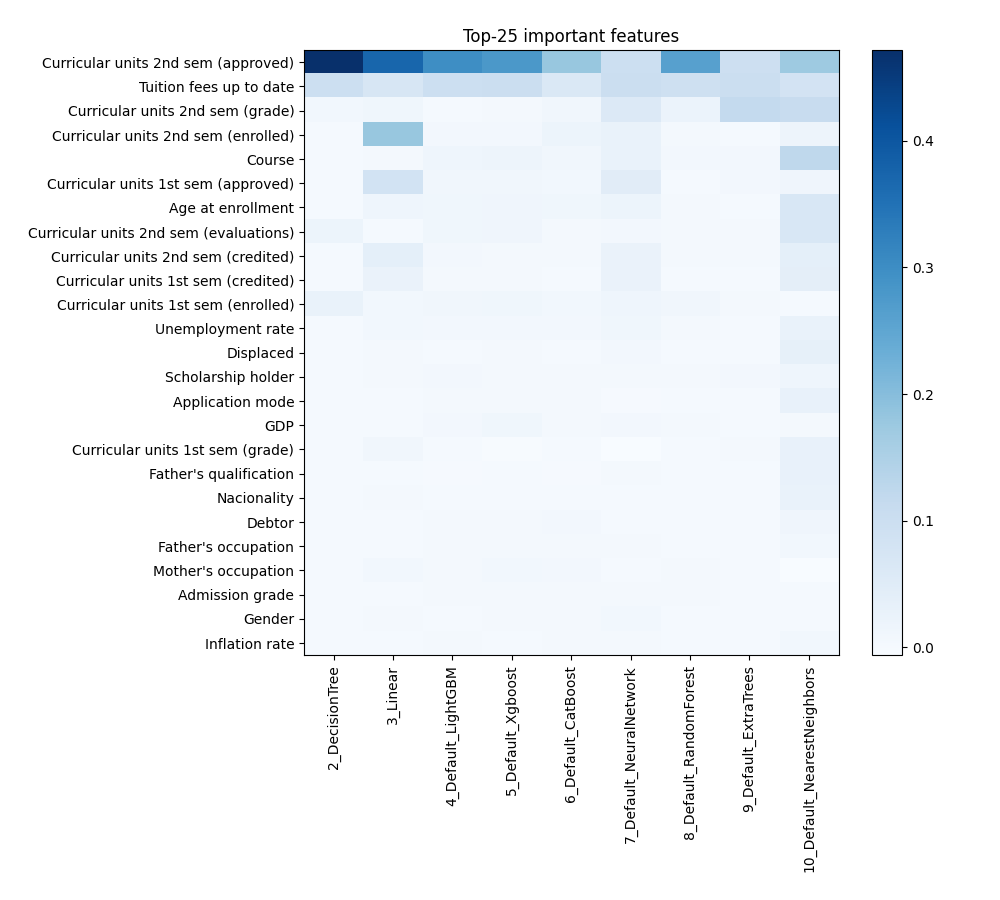 Top-25 important features
Curricular units 2nd sem (approved)
Tuition fees up to date
Curricular units 2nd sem (grade)
Curricular units 2nd sem (enrolled)
Course
Curricular units 1st sem (approved)
Age at enrollment
Curricular units 2nd sem (evaluations)
Curricular units 2nd sem (credited)
Curricular units 1st sem (credited)
Curricular units 1st sem (enrolled)
Unemployment rate
Displaced
Scholarship holder
Application mode
GDP
Curricular units 1st sem (grade)
Father's qualification
Nacionality
Debtor
Father's occupation
Mother's occupation
Admission grade
Gender
Inflation rate
2_DecisionTree
3_Linear
4_Default_LightGBM
5_Default_Xgboost
6_Default_CatBoost
7_Default_NeuralNetwork
8_Default_RandomForest
9_Default_ExtraTrees
10_Default_NearestNeighbors
0.4
0.3
0.2
0.1
0.0